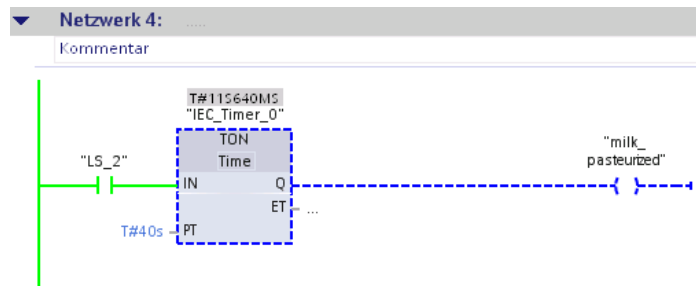 Netzwerk 4: .....
Kommentar
T#11S640MS
"IEC_Timer_0"
TON
Time
"LS_2"
"milk_
pasteurized"
IN Q
ET ...
T#40s PT